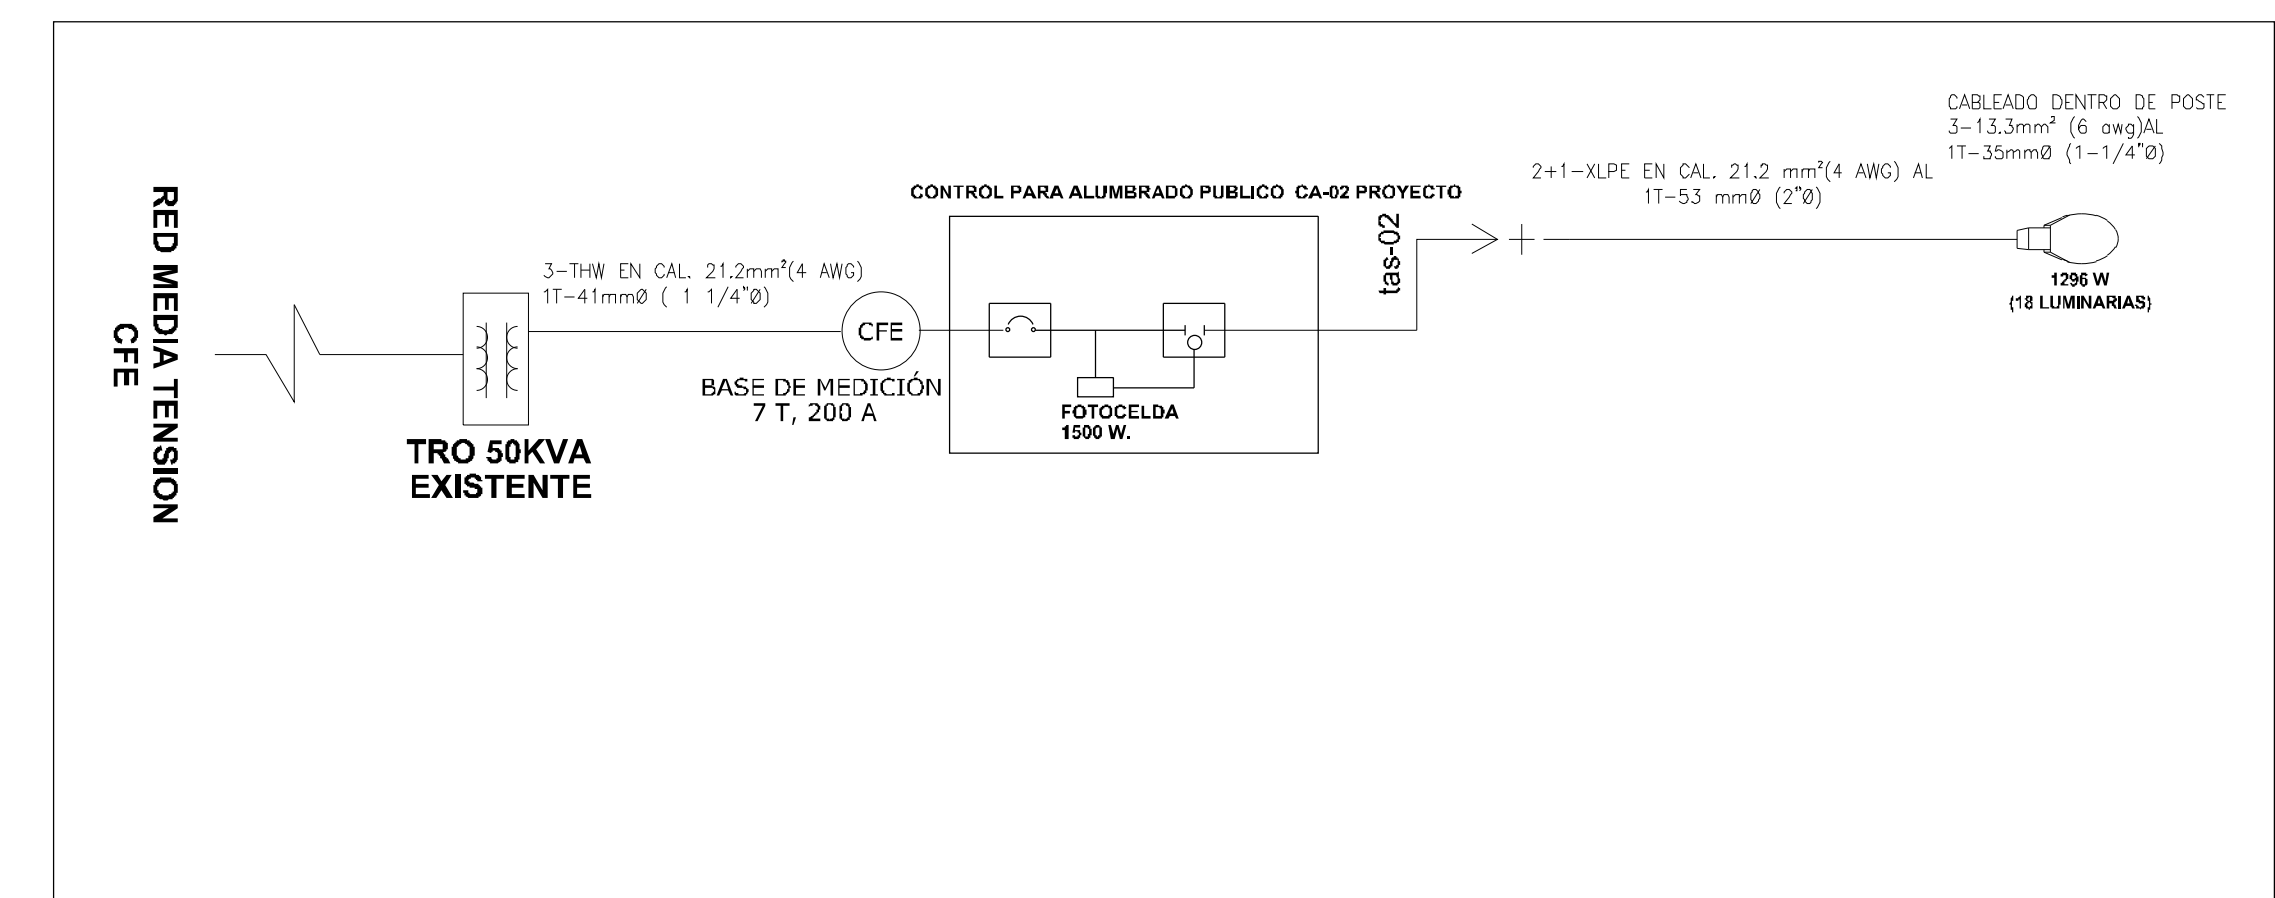 RED MEDIA TENSION
CFE
TRO 50KVA
EXISTENTE
3-THW EN CAL. 21.2mm²(4 AWG)
1T-41mmØ ( 1 1/4"Ø)
CFE
BASE DE MEDICIÓN
7 T, 200 A
CONTROL PARA ALUMBRADO PUBLICO CA-02 PROYECTO
FOTOCELDA
1500 W.
tas-02
2+1-XLPE EN CAL. 21.2 mm²(4 AWG) AL
1T-53 mmØ (2"Ø)
CABLEADO DENTRO DE POSTE
3-13.3mm² (6 awg)AL
1T-35mmØ (1-1/4"Ø)
1296 W
(18 LUMINARIAS)